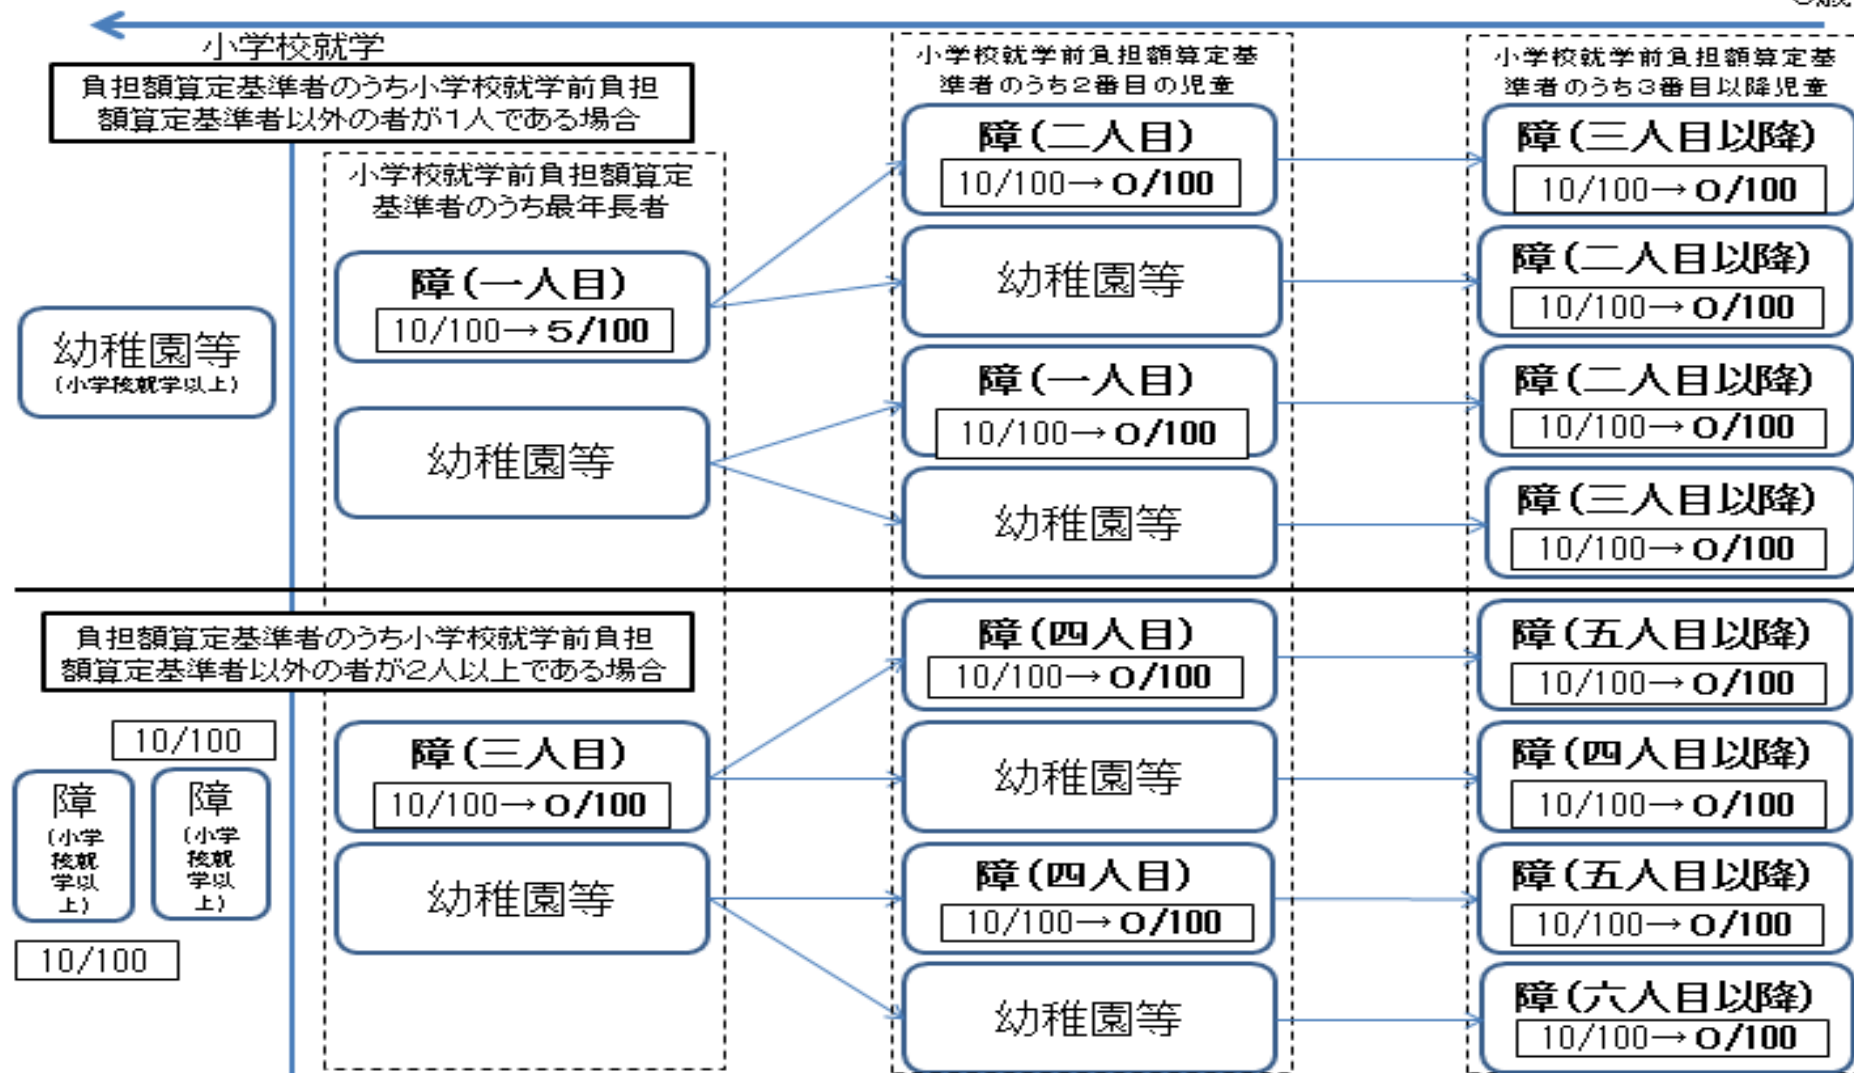 小学校就学
負担額算定基準者のうち小学校就学前負担
額算定基準者以外の者が1人である場合
幼稚園等
(小学校就学以上)
小学校就学前負担額算定
基準者のうち最年長者
障(一人目)
10/100→5/100
幼稚園等
小学校就学前負担額算定基
準者のうち2番目の児童
障(二人目)
10/100→0/100
幼稚園等
障(一人目)
10/100→0/100
幼稚園等
小学校就学前負担額算定基
準者のうち3番目以降児童
障(三人目以降)
10/100→0/100
障(二人目以降)
10/100→0/100
障(二人目以降)
10/100→0/100
障(三人目以降)
10/100→0/100
負担額算定基準者のうち小学校就学前負担
額算定基準者以外の者が2人以上である場合
10/100
障
(小学
校就
学以
上)
障
(小学
校就
学以
上)
10/100
障(三人目)
10/100→0/100
幼稚園等
障(四人目)
10/100→0/100
幼稚園等
障(四人目)
10/100→0/100
幼稚園等
障(五人目以降)
10/100→0/100
障(四人目以降)
10/100→0/100
障(五人目以降)
10/100→0/100
障(六人目以降)
10/100→0/100